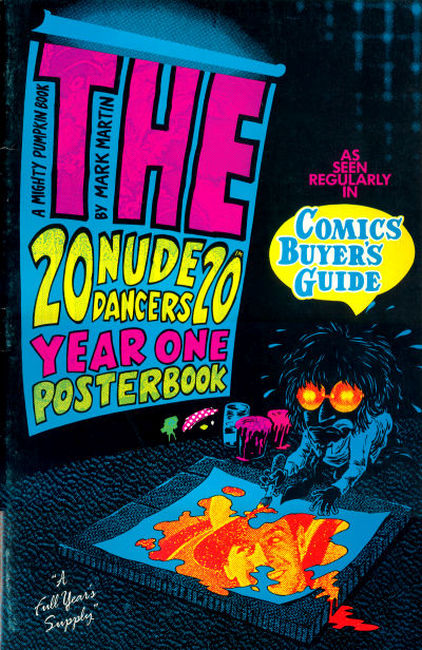 A MIGHTY PUMPKIN BOOK
THE
BY MARK MARTIN
20 NUDE
DANCERS 20
YEAR ONE
POSTERBOOK
AS
SEEN
REGULARLY
IN
COMICS
BUYER'S
GUIDE
"A
Full Year's
Supply"